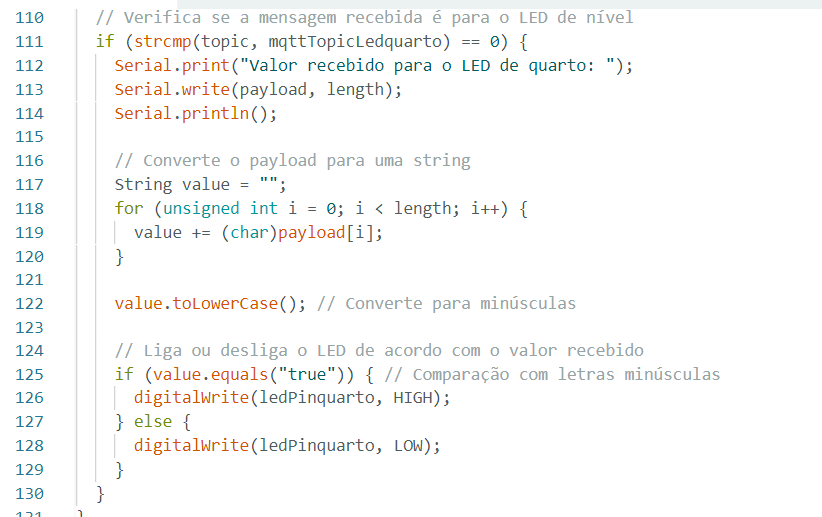 110 // Verifica se a mensagem recebida é para o LED de nível
111 if (strcmp(topic, mqttTopicLedquarto) == 0) {
112 Serial.print("Valor recebido para o LED de quarto: ");
113 Serial.write(payload, length);
114 Serial.println();
115
116 // Converte o payload para uma string
117 String value = "";
118 for (unsigned int i = 0; i < length; i++) {
119 value += (char)payload[i];
120 }
121
122 value.toLowerCase(); // Converte para minúsculas
123
124 // Liga ou desliga o LED de acordo com o valor recebido
125 if (value.equals("true")) { // Comparação com letras minúsculas
126 digitalWrite(ledPinquarto, HIGH);
127 } else {
128 digitalWrite(ledPinquarto, LOW);
129 }
130 }
131 }